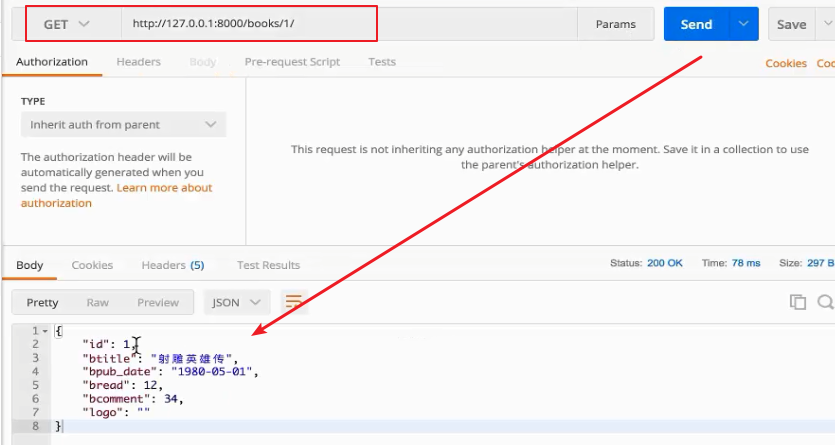 GET http://127.0.0.1:8000/books/1/ Params Send Save
Authorization Headers Body Pre-request Script Tests Cookies
TYPE
Inherit auth from parent
The authorization header will be
automatically generated when you
send the request. Learn more about
authorization
This request is not inheriting any authorization helper at the moment. Save it in a collection to use
the parent's authorization helper.
Body Cookies Headers (5) Test Results Status: 200 OK Time: 78 ms Size: 297 B
Pretty Raw Preview JSON
1 {
2 "id": 1,
3 "btitle": "射雕英雄传",
4 "bpub_date": "1980-05-01",
5 "bread": 12,
6 "bcomment": 34,
7 "logo": ""
8 }